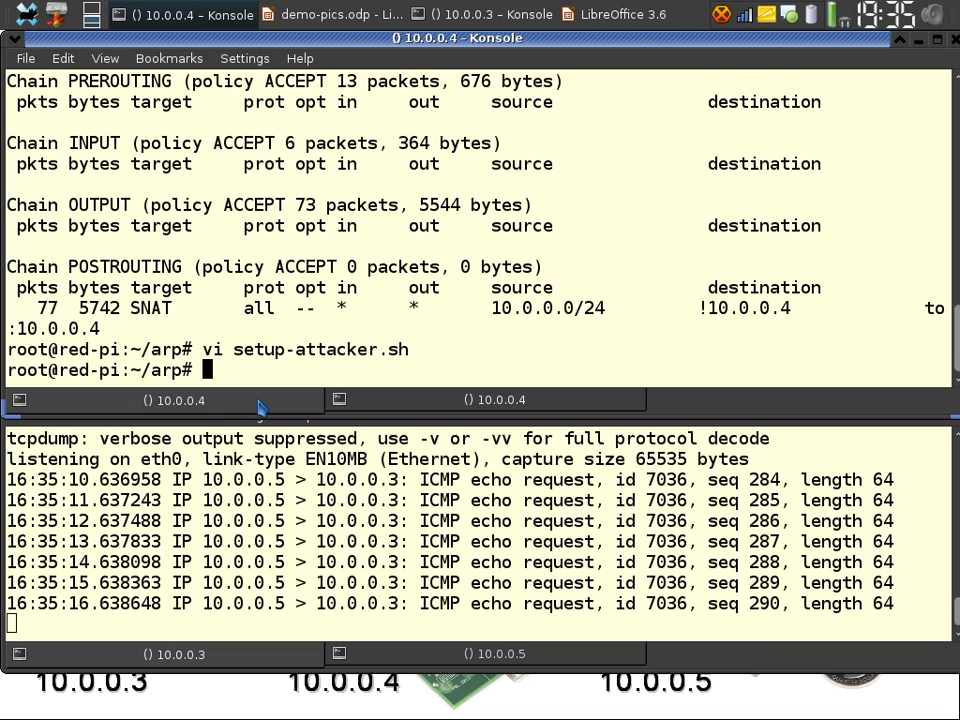 () 10.0.0.4 – Konsole
demo-pics.odp - Li...
() 10.0.0.3 – Konsole
LibreOffice 3.6
19:35
() 10.0.0.4 – Konsole
File Edit View Bookmarks Settings Help
Chain PREROUTING (policy ACCEPT 13 packets, 676 bytes)
pkts bytes target prot opt in out source destination
Chain INPUT (policy ACCEPT 6 packets, 364 bytes)
pkts bytes target prot opt in out source destination
Chain OUTPUT (policy ACCEPT 73 packets, 5544 bytes)
pkts bytes target prot opt in out source destination
Chain POSTROUTING (policy ACCEPT 0 packets, 0 bytes)
pkts bytes target prot opt in out source destination
77 5742 SNAT all -- * * 10.0.0.0/24 !10.0.0.4 to
:10.0.0.4
root@red-pi:~/arp# vi setup-attacker.sh
root@red-pi:~/arp#
() 10.0.0.4
() 10.0.0.4
tcpdump: verbose output suppressed, use -v or -vv for full protocol decode
listening on eth0, link-type EN10MB (Ethernet), capture size 65535 bytes
16:35:10.636958 IP 10.0.0.5 > 10.0.0.3: ICMP echo request, id 7036, seq 284, length 64
16:35:11.637243 IP 10.0.0.5 > 10.0.0.3: ICMP echo request, id 7036, seq 285, length 64
16:35:12.637488 IP 10.0.0.5 > 10.0.0.3: ICMP echo request, id 7036, seq 286, length 64
16:35:13.637833 IP 10.0.0.5 > 10.0.0.3: ICMP echo request, id 7036, seq 287, length 64
16:35:14.638098 IP 10.0.0.5 > 10.0.0.3: ICMP echo request, id 7036, seq 288, length 64
16:35:15.638363 IP 10.0.0.5 > 10.0.0.3: ICMP echo request, id 7036, seq 289, length 64
16:35:16.638648 IP 10.0.0.5 > 10.0.0.3: ICMP echo request, id 7036, seq 290, length 64
() 10.0.0.3
() 10.0.0.5
10.0.0.3
10.0.0.4
10.0.0.5